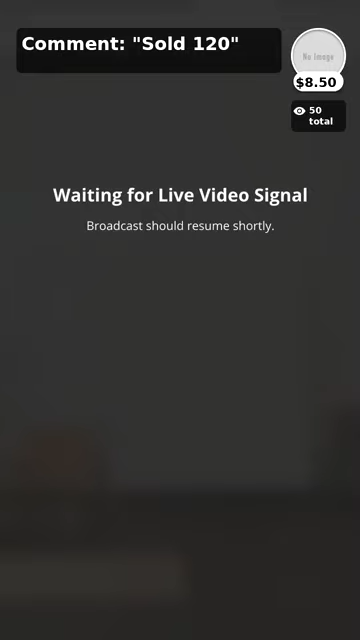 Comment: "Sold 120"
No Image
$8.50
50
total
Waiting for Live Video Signal
Broadcast should resume shortly.